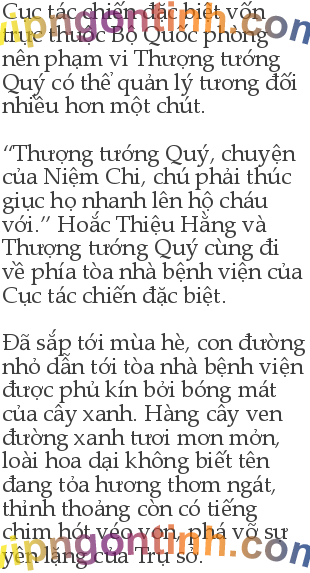 Cục tác chiến đặc biệt vốn
trực thuộc Bộ Quốc phòng
nên phạm vi Thượng tướng
Quý có thể quản lý tương đối
nhiều hơn một chút.
“Thượng tướng Quý, chuyện
của Niệm Chi, chú phải thúc
giục họ nhanh lên hộ cháu
với.” Hoắc Thiệu Hằng và
Thượng tướng Quý cùng đi
về phía tòa nhà bệnh viện của
Cục tác chiến đặc biệt.
Đã sắp tới mùa hè, con đường
nhỏ dẫn tới tòa nhà bệnh viện
được phủ kín bởi bóng mát
của cây xanh. Hàng cây ven
đường xanh tươi mơn mởn,
loài hoa dại không biết tên
đang tỏa hương thơm ngát,
thỉnh thoảng còn có tiếng
chim hót véo von, phá vỡ sự
yên lặng của Trụ sở.
vipngontinh.com
vipngontinh.com